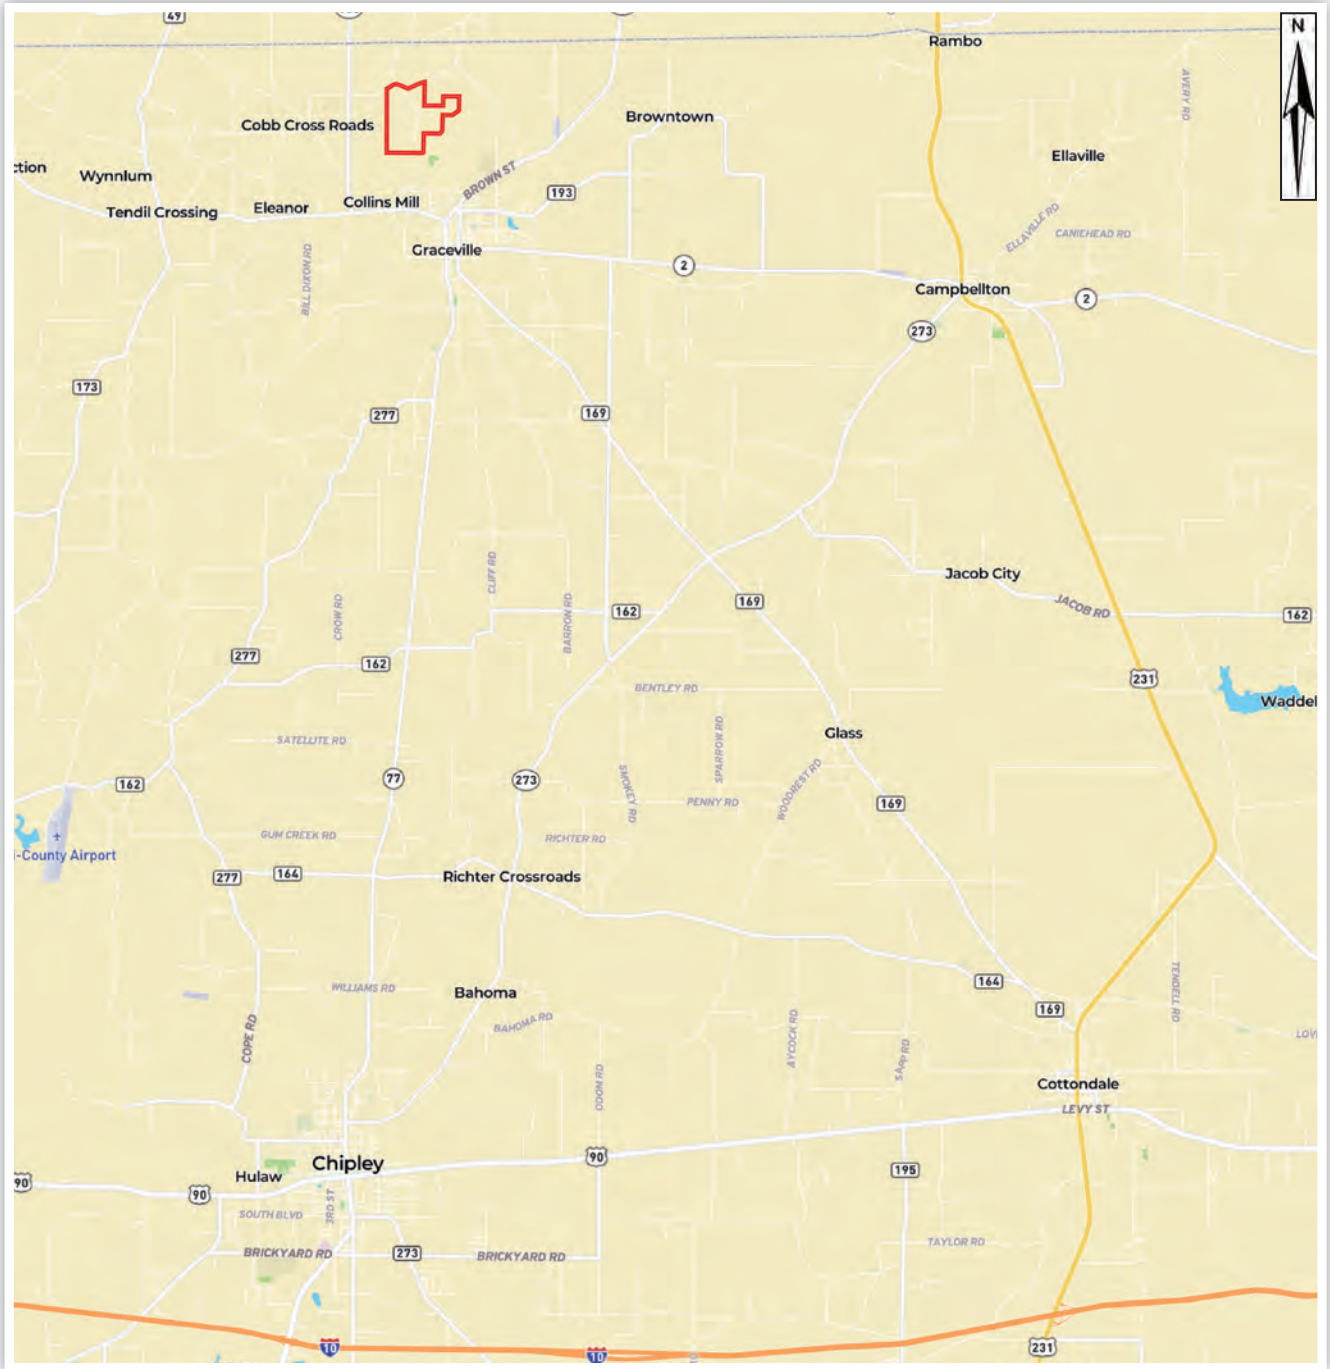 49
N
Rambo
AVERY RD
Browntown
Cobb Cross Roads
Ellaville
ction
Wynnlum
BROWN ST
193
Collins Mill
Eleanor
Tendil Crossing
ELLAVILLE RD
CANIEHEAD RD
Graceville
2
BILL DIXON RD
Campbellton
2
273
173
277
169
CLIFF RD
Jacob City
169
JACOB RD
162
162
CROW RD
BARRON RD
277
162
231
BENTLEY RD
Waddel
SATELLITE RD
SPARROW RD
Glass
77
273
SMOKEY RD
WOODREST RD
162
PENNY RD
169
GUM CREEK RD
RICHTER RD
l-County Airport
277
164
Richter Crossroads
WILLIAMS RD
Bahoma
164
TENDELL RD
169
BAHOMA RD
COPE RD
AYCOCK RD
SAPP RD
LOV
ODOM RD
Cottondale
LEVY ST
Chipley
90
195
Hulaw
90
90
3RD ST
SOUTH BLVD
TAYLOR RD
BRICKYARD RD
273
BRICKYARD RD
10
10
231